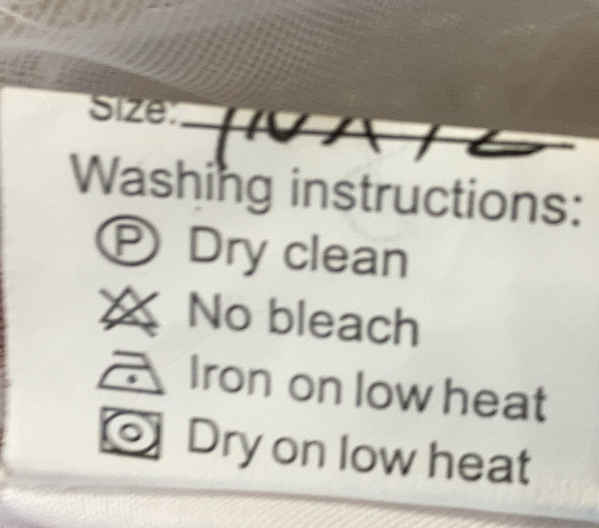 Size:
Washing instructions:
P Dry clean
No bleach
Iron on low heat
Dry on low heat